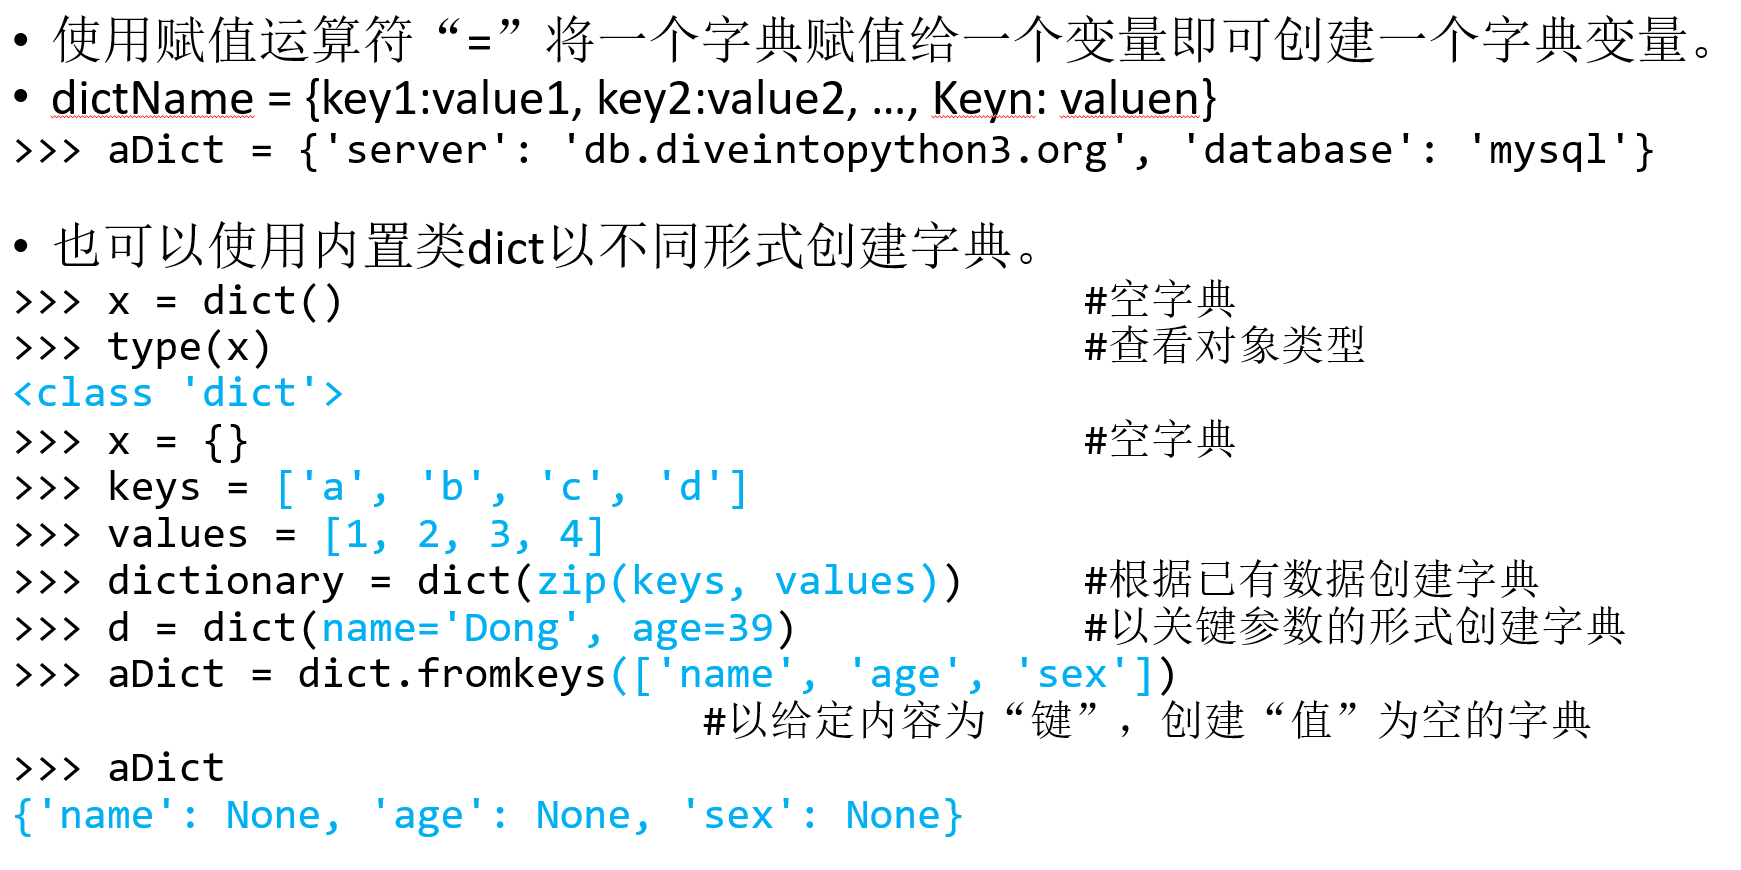 • 使用赋值运算符“=”将一个字典赋值给一个变量即可创建一个字典变量。
• dictName = {key1:value1, key2:value2, …, Keyn: valuen}
>>> aDict = {'server': 'db.diveintopython3.org', 'database': 'mysql'}
• 也可以使用内置类dict以不同形式创建字典。
>>> x = dict() #空字典
>>> type(x) #查看对象类型
<class 'dict'>
>>> x = {} #空字典
>>> keys = ['a', 'b', 'c', 'd']
>>> values = [1, 2, 3, 4]
>>> dictionary = dict(zip(keys, values)) #根据已有数据创建字典
>>> d = dict(name='Dong', age=39) #以关键参数的形式创建字典
>>> aDict = dict.fromkeys(['name', 'age', 'sex'])
#以给定内容为“键”，创建“值”为空的字典
>>> aDict
{'name': None, 'age': None, 'sex': None}